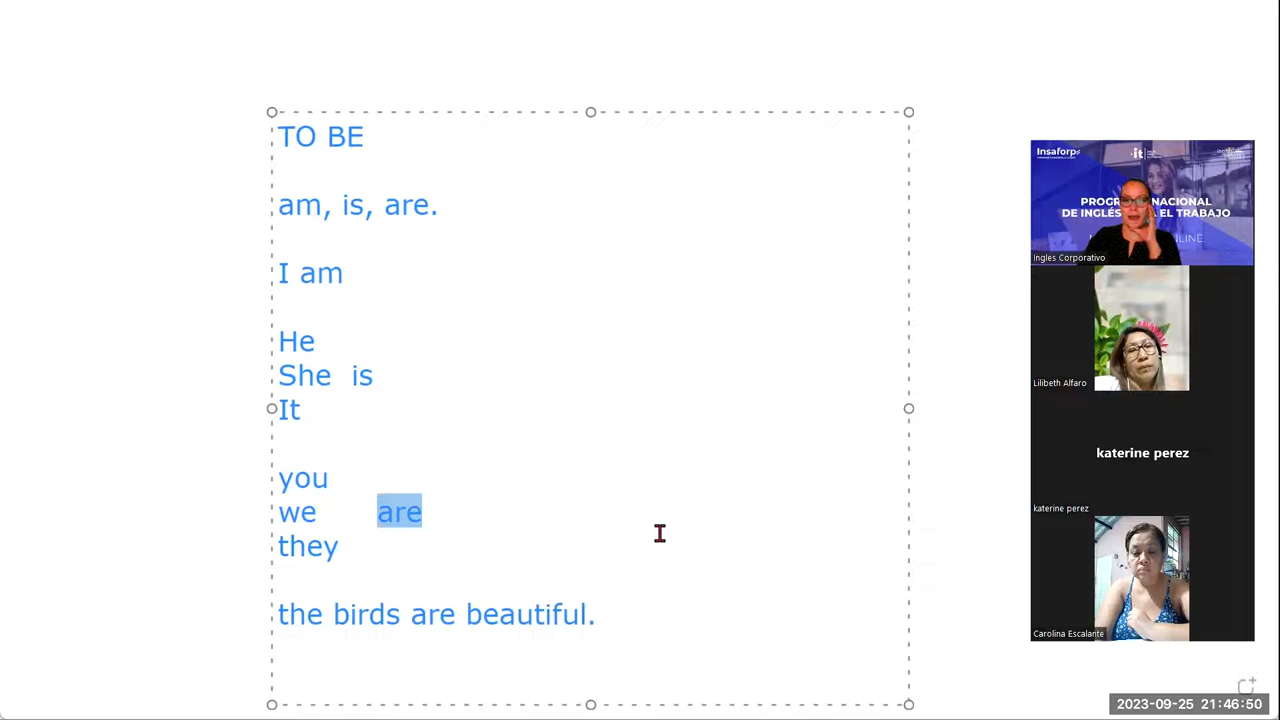 TO BE
am, is, are.
I am
He
She is
It
you
we are
they
the birds are beautiful.
Insaforp
it
NACIONAL
DE INGLÉS EL TRABAJO
Ingles Corporativo
Lilibeth Alfaro
katerine perez
katerine perez
Carolina Escalante
2023-09-25 21:46:50